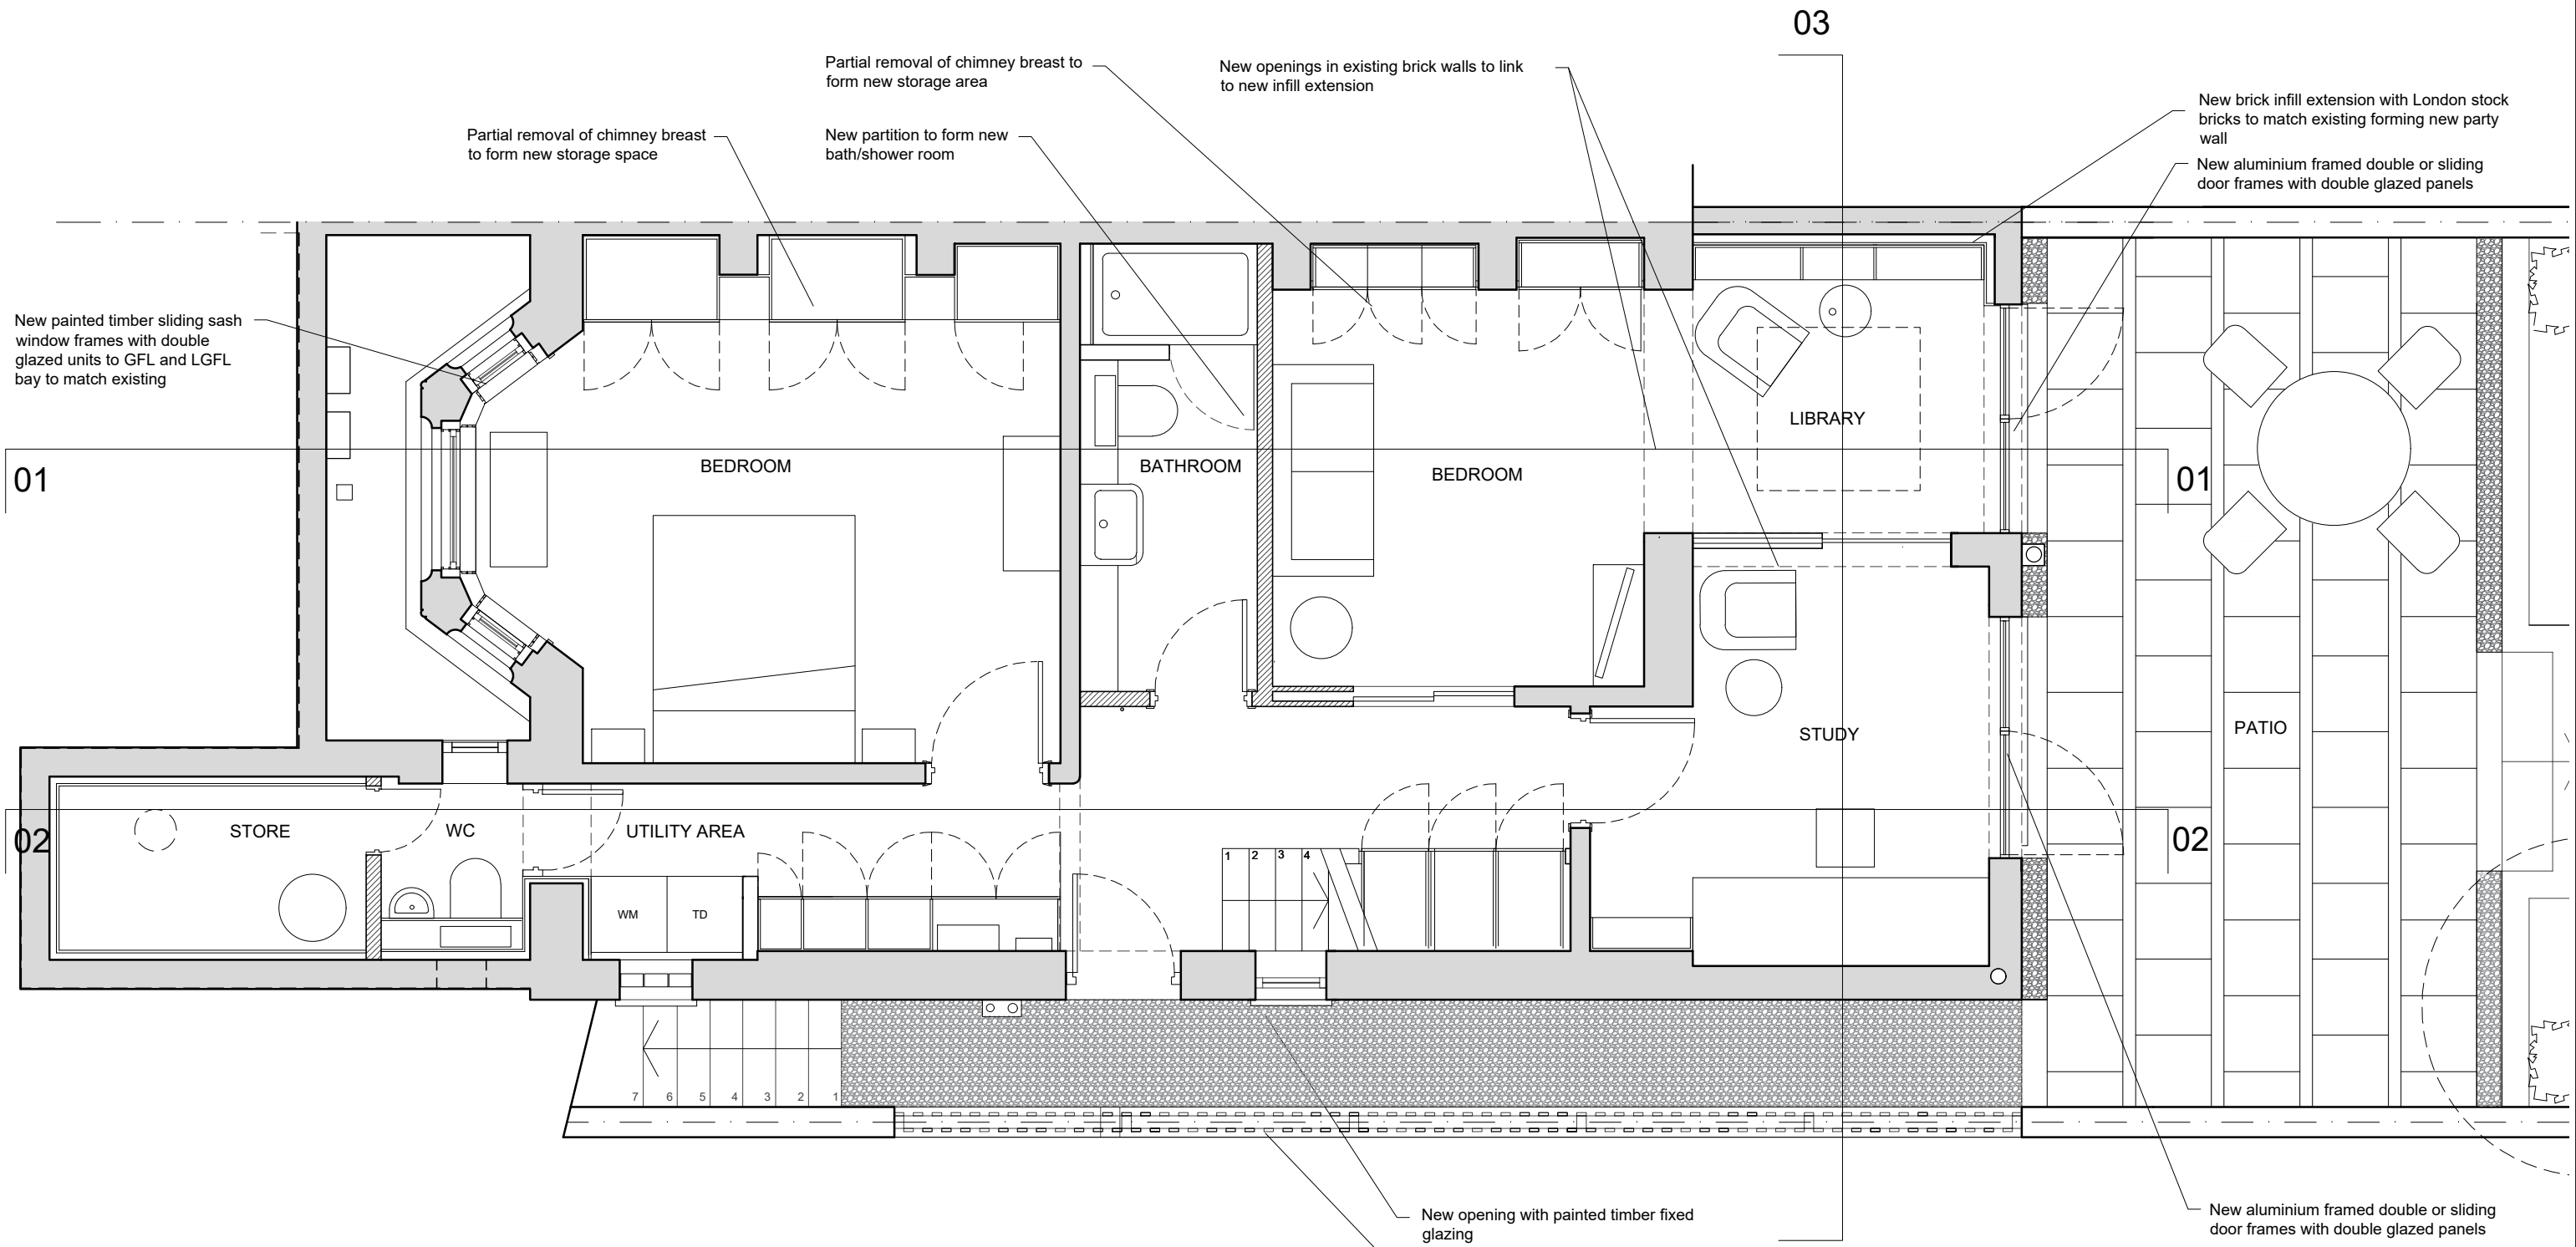 03
Partial removal of chimney breast to
form new storage area
New openings in existing brick walls to link
to new infill extension
New brick infill extension with London stock
bricks to match existing forming new party
wall
Partial removal of chimney breast
to form new storage space
New partition to form new
bath/shower room
New aluminium framed double or sliding
door frames with double glazed panels
New painted timber sliding sash
window frames with double
glazed units to GFL and LGFL
bay to match existing
LIBRARY
BEDROOM
BATHROOM
BEDROOM
01
01
PATIO
STUDY
STORE
WC
UTILITY AREA
02
02
1 2 3 4
WM
TD
7 6 5 4 3 2 1
New opening with painted timber fixed
glazing
New aluminium framed double or sliding
door frames with double glazed panels